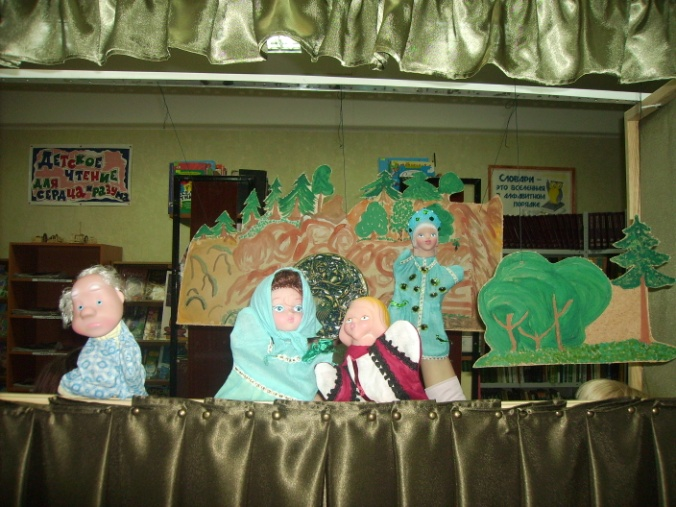 Детское
чтение
для
сердца и разума
Словари –
это вселенная
в алфавитном
порядке